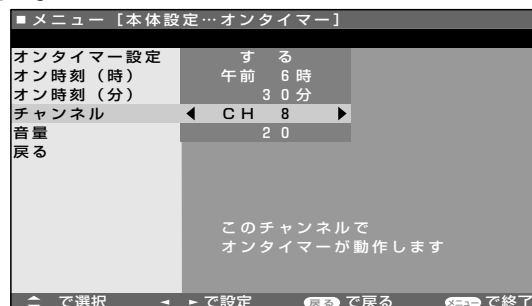 ■メニュー [本体設定…オンタイマー]
オンタイマー設定 する
オン時刻(時) 午前 6時
オン時刻(分) 30分
チャンネル ◀ CH 8 ▶
音量 20
戻る
このチャンネルで
オンタイマーが動作します
で選択 ◄ ►で設定 戻る で戻る メニュー で終了